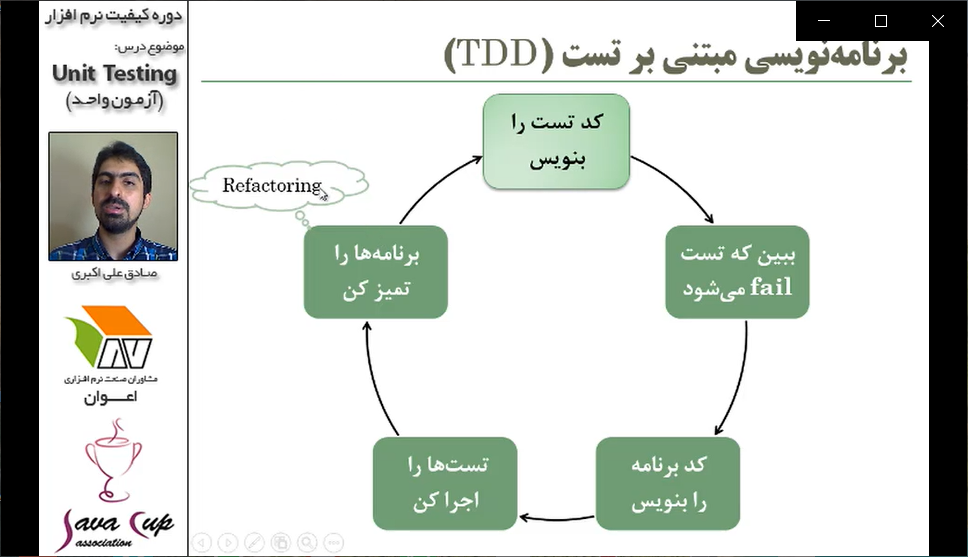 دوره کیفیت نرم افزار
موضوع درس:
Unit Testing
(آزمون واحد)
صادق علی اکبری
مشاوران صنعت نرم افزاری
اعوان
Java Cup
association
برنامه‌نویسی مبتنی بر تست (TDD)
کد تست را
بنویس
ببین که تست
fail می‌شود
کد برنامه
را بنویس
تست‌ها را
اجرا کن
برنامه‌ها را
تمیز کن
Refactoring